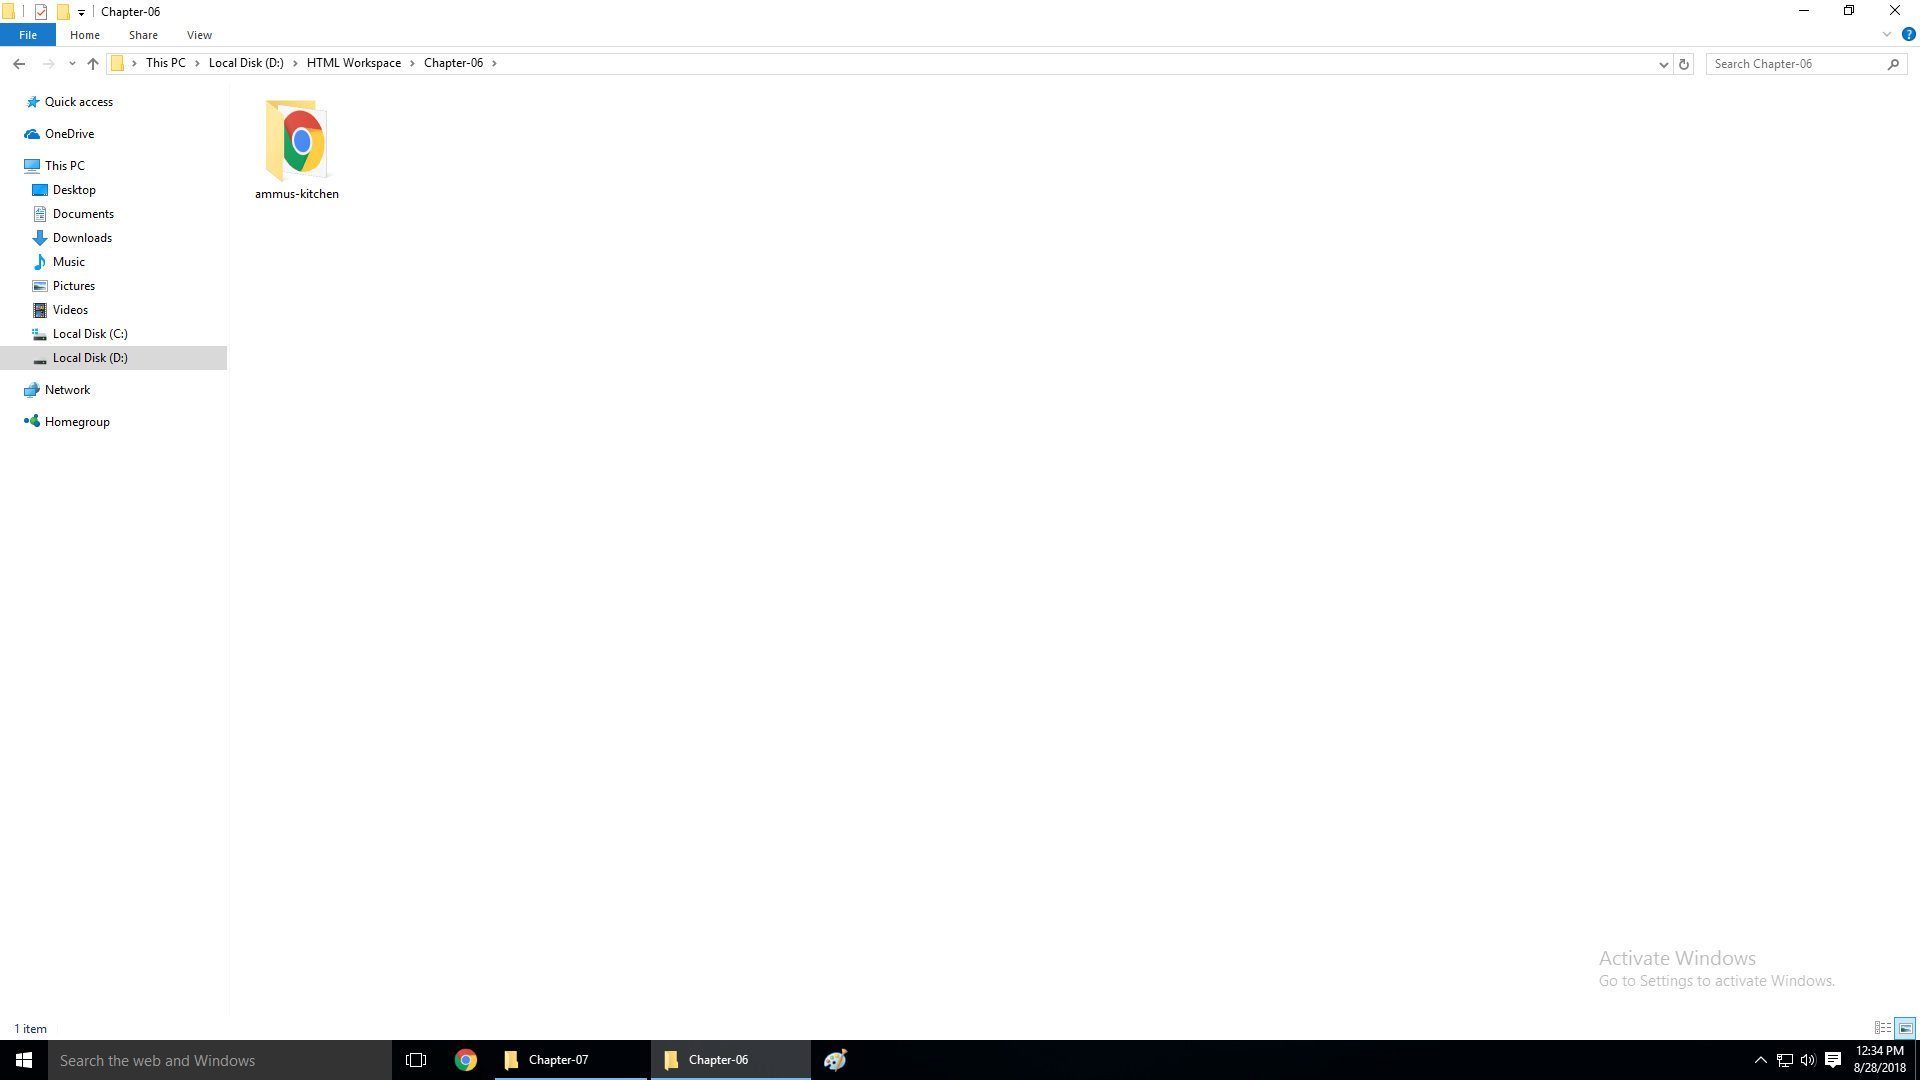 Chapter-06
File Home Share View
This PC Local Disk (D:) HTML Workspace Chapter-06
Search Chapter-06
Quick access
OneDrive
This PC
Desktop
Documents
Downloads
Music
Pictures
Videos
Local Disk (C:)
Local Disk (D:)
Network
Homegroup
ammus-kitchen
Activate Windows
Go to Settings to activate Windows.
1 item
Search the web and Windows
Chapter-07
Chapter-06
12:34 PM
8/28/2018